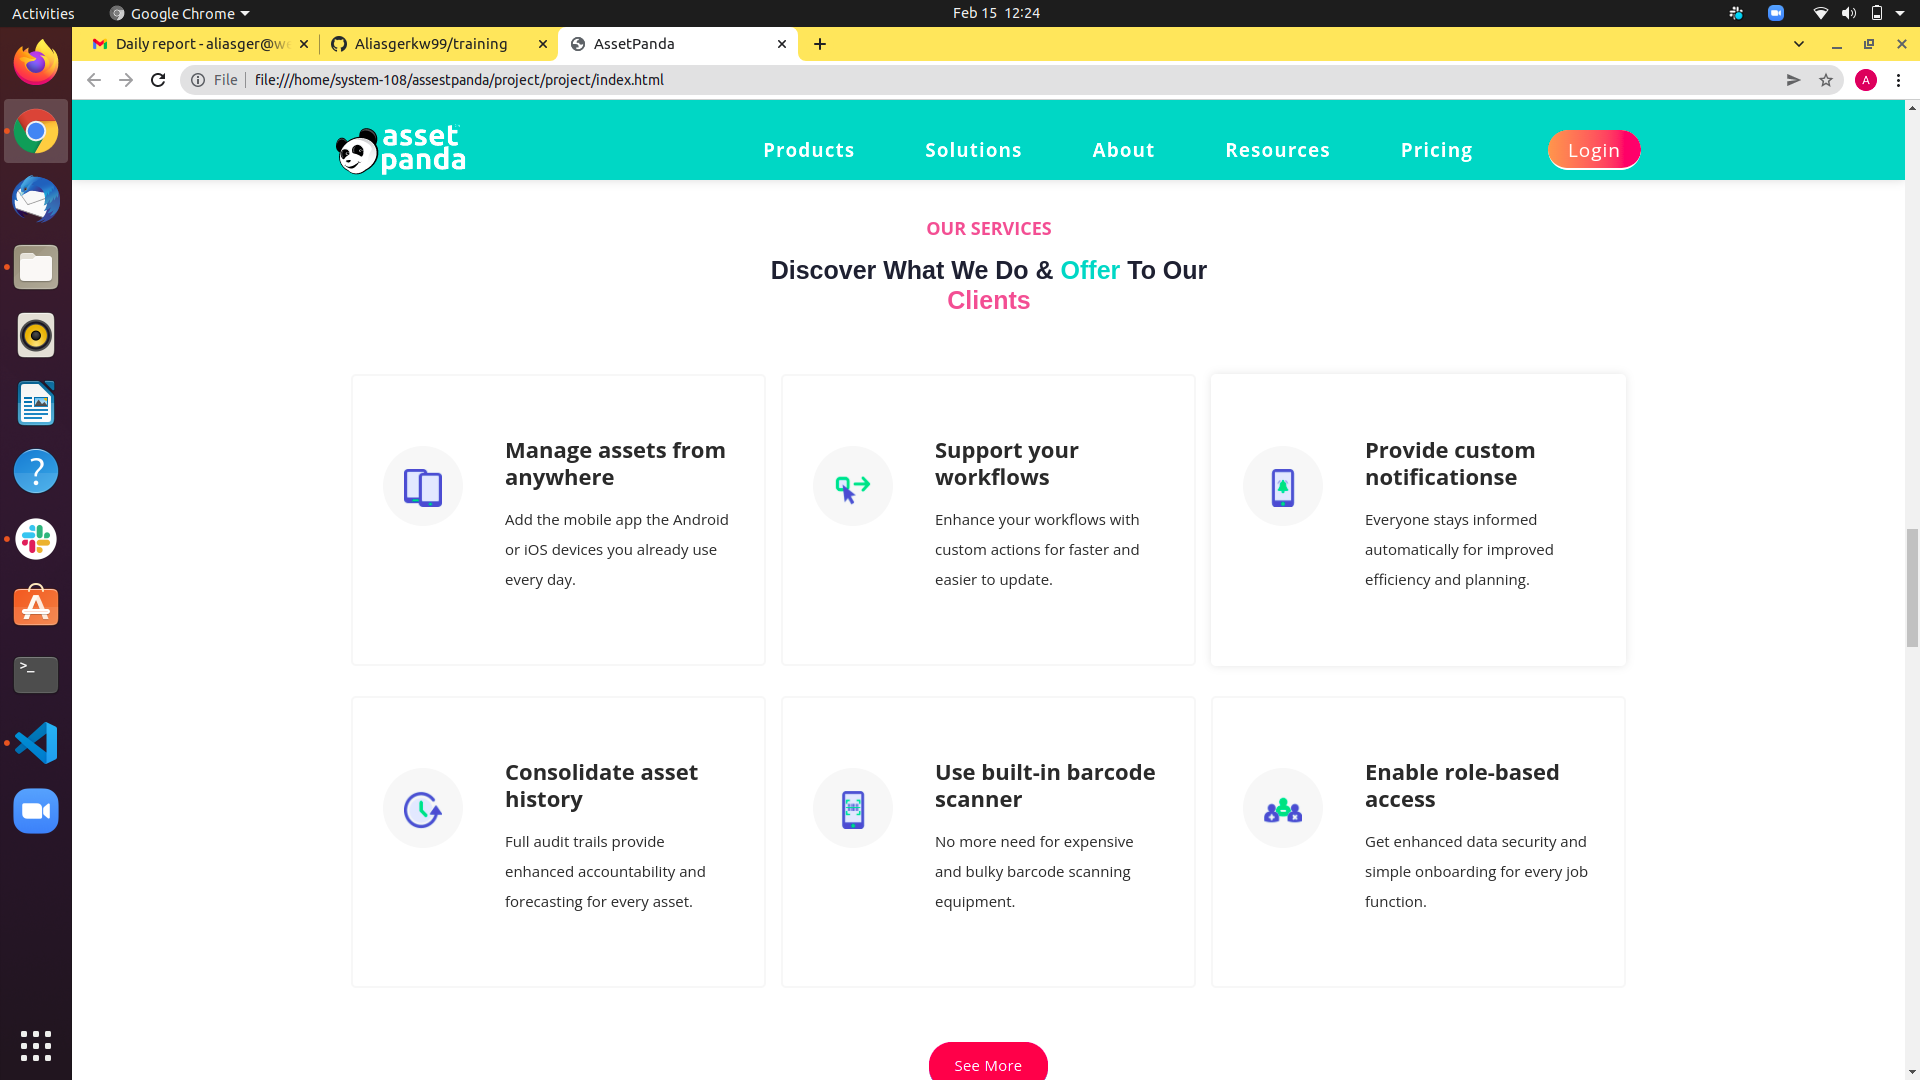 Activities
Google Chrome
Feb 15 12:24
Daily report - aliasger@w
Aliasgerkw99/training
AssetPanda
File
file:///home/system-108/assestpanda/project/project/index.html
A
asset
panda
Products
Solutions
About
Resources
Pricing
Login
OUR SERVICES
Discover What We Do & Offer To Our
Clients
Manage assets from
anywhere
Add the mobile app the Android
or iOS devices you already use
every day.
Support your
workflows
Enhance your workflows with
custom actions for faster and
easier to update.
Provide custom
notificationse
Everyone stays informed
automatically for improved
efficiency and planning.
Consolidate asset
history
Full audit trails provide
enhanced accountability and
forecasting for every asset.
Use built-in barcode
scanner
No more need for expensive
and bulky barcode scanning
equipment.
Enable role-based
access
Get enhanced data security and
simple onboarding for every job
function.
See More